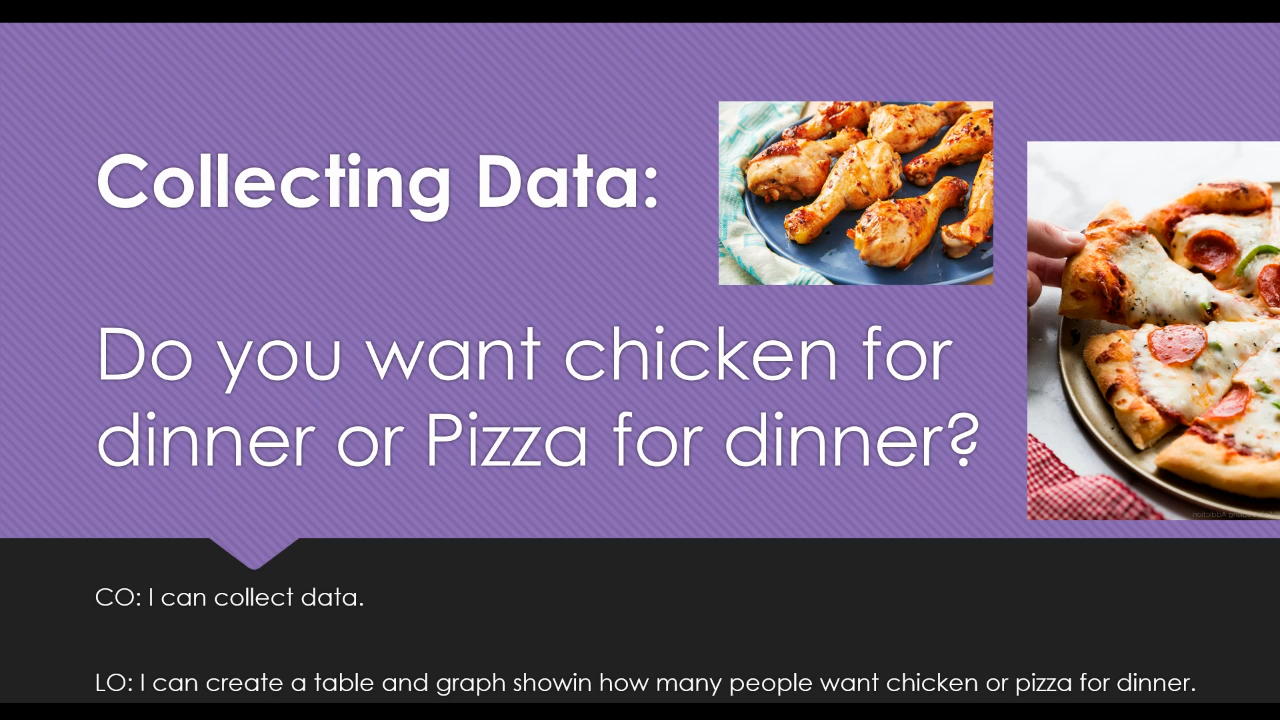 Collecting Data:
Do you want chicken for
dinner or Pizza for dinner?
CO: I can collect data.
LO: I can create a table and graph showin how many people want chicken or pizza for dinner.